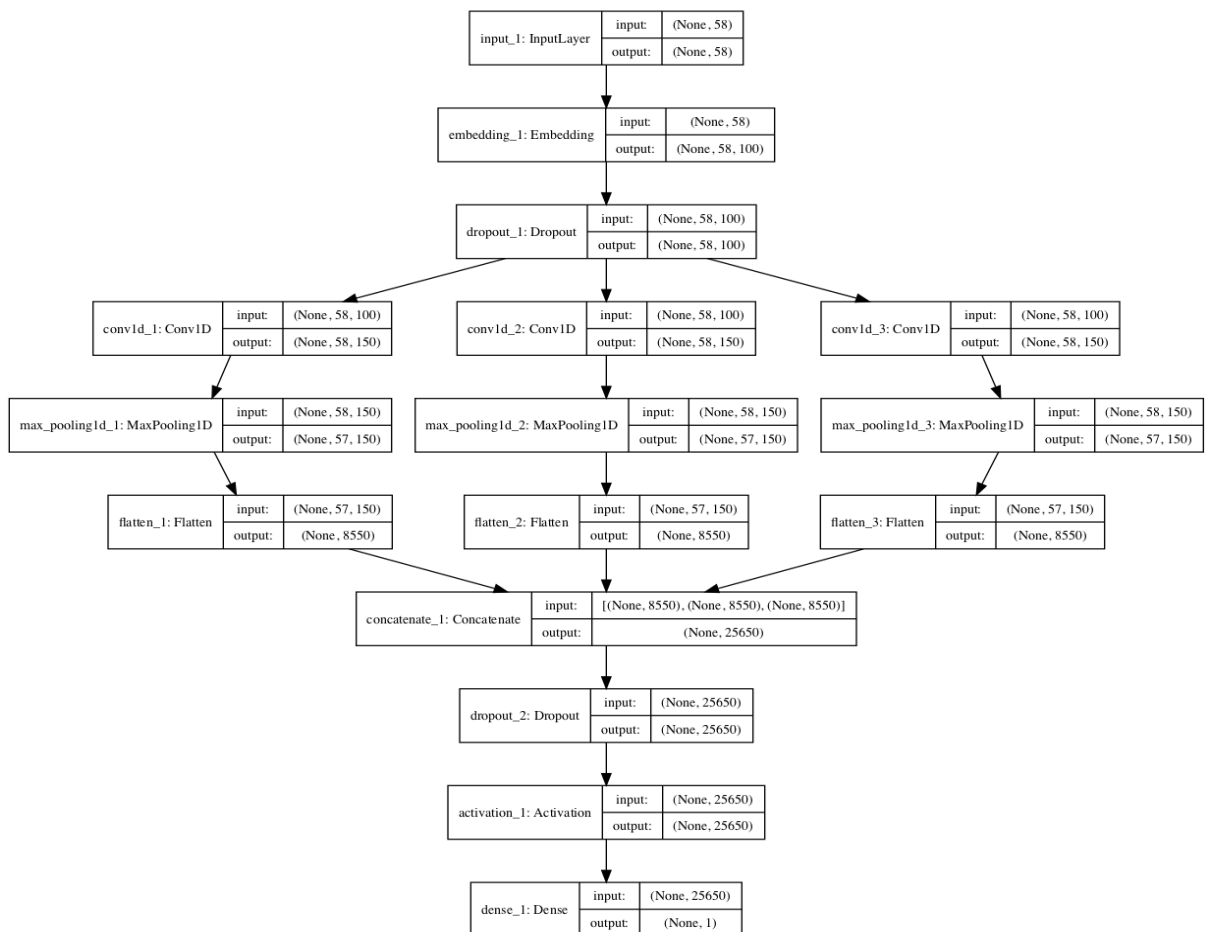 input_1: InputLayer
input: (None, 58)
output: (None, 58)
embedding_1: Embedding
input: (None, 58)
output: (None, 58, 100)
dropout_1: Dropout
input: (None, 58, 100)
output: (None, 58, 100)
conv1d_1: Conv1D
input: (None, 58, 100)
output: (None, 58, 150)
conv1d_2: Conv1D
input: (None, 58, 100)
output: (None, 58, 150)
conv1d_3: Conv1D
input: (None, 58, 100)
output: (None, 58, 150)
max_pooling1d_1: MaxPooling1D
input: (None, 58, 150)
output: (None, 57, 150)
max_pooling1d_2: MaxPooling1D
input: (None, 58, 150)
output: (None, 57, 150)
max_pooling1d_3: MaxPooling1D
input: (None, 58, 150)
output: (None, 57, 150)
flatten_1: Flatten
input: (None, 57, 150)
output: (None, 8550)
flatten_2: Flatten
input: (None, 57, 150)
output: (None, 8550)
flatten_3: Flatten
input: (None, 57, 150)
output: (None, 8550)
concatenate_1: Concatenate
input: [(None, 8550), (None, 8550), (None, 8550)]
output: (None, 25650)
dropout_2: Dropout
input: (None, 25650)
output: (None, 25650)
activation_1: Activation
input: (None, 25650)
output: (None, 25650)
dense_1: Dense
input: (None, 25650)
output: (None, 1)